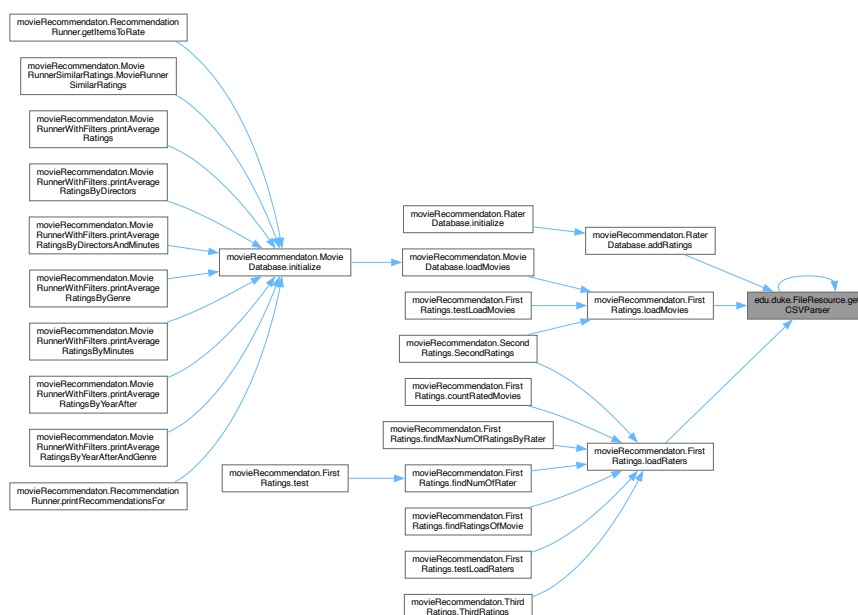 movieRecommendaton.Recommendation
Runner.getItemsToRate
movieRecommendaton.Movie
RunnerSimilarRatings.MovieRunner
SimilarRatings
movieRecommendaton.Movie
RunnerWithFilters.printAverage
Ratings
movieRecommendaton.Movie
RunnerWithFilters.printAverage
RatingsByDirectors
movieRecommendaton.Movie
RunnerWithFilters.printAverage
RatingsByDirectorsAndMinutes
movieRecommendaton.Movie
RunnerWithFilters.printAverage
RatingsByGenre
movieRecommendaton.Movie
RunnerWithFilters.printAverage
RatingsByMinutes
movieRecommendaton.Movie
RunnerWithFilters.printAverage
RatingsByYearAfter
movieRecommendaton.Movie
RunnerWithFilters.printAverage
RatingsByYearAfterAndGenre
movieRecommendaton.Recommendation
Runner.printRecommendationsFor
movieRecommendaton.Movie
Database.initialize
movieRecommendaton.First
Ratings.test
movieRecommendaton.Rater
Database.initialize
movieRecommendaton.Movie
Database.loadMovies
movieRecommendaton.First
Ratings.testLoadMovies
movieRecommendaton.Second
Ratings.SecondRatings
movieRecommendaton.First
Ratings.countRatedMovies
movieRecommendaton.First
Ratings.findMaxNumOfRatingsByRater
movieRecommendaton.First
Ratings.findNumOfRater
movieRecommendaton.First
Ratings.findRatingsOfMovie
movieRecommendaton.First
Ratings.testLoadRaters
movieRecommendaton.Third
Ratings.ThirdRatings
movieRecommendaton.Rater
Database.addRatings
movieRecommendaton.First
Ratings.loadMovies
movieRecommendaton.First
Ratings.loadRaters
edu.duke.FileResource.get
CSVParser